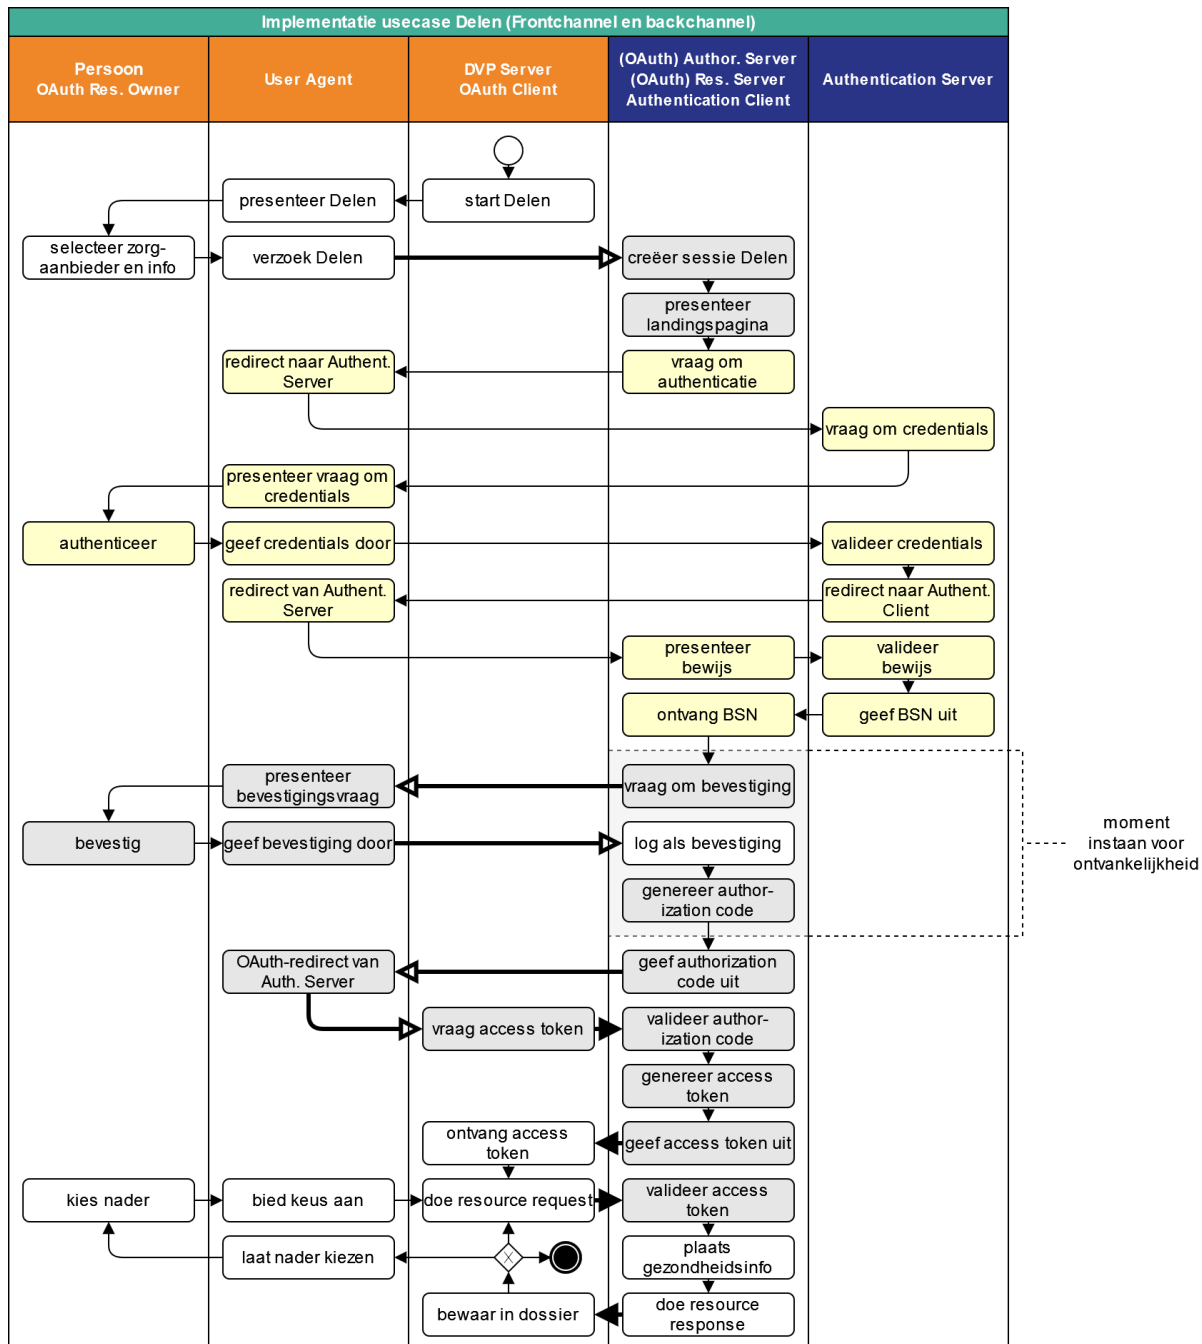 Implementatie usecase Delen (Frontchannel en backchannel)
Persoon
OAuth Res. Owner
User Agent
DVP Server
OAuth Client
(OAuth) Author. Server
(OAuth) Res. Server
Authentication Client
Authentication Server
presenteer Delen
start Delen
selecteer zorg-
aanbieder en info
verzoek Delen
creëer sessie Delen
presenteer
landingspagina
redirect naar Authent.
Server
vraag om
authenticatie
vraag om credentials
presenteer vraag om
credentials
authenticeer
geef credentials door
valideer credentials
redirect van Authent.
Server
redirect naar Authent.
Client
presenteer
bewijs
valideer
bewijs
ontvang BSN
geef BSN uit
presenteer
bevestigingsvraag
vraag om bevestiging
bevestig
geef bevestiging door
log als bevestiging
moment
instaan voor
ontvankelijkheid
genereer author-
ization code
OAuth-redirect van
Auth. Server
geef authorization
code uit
vraag access token
valideer author-
ization code
genereer access
token
ontvang access
token
geef access token uit
kies nader
bied keus aan
doe resource request
valideer access
token
laat nader kiezen
X
plaats
gezondheidsinfo
bewaar in dossier
doe resource
response